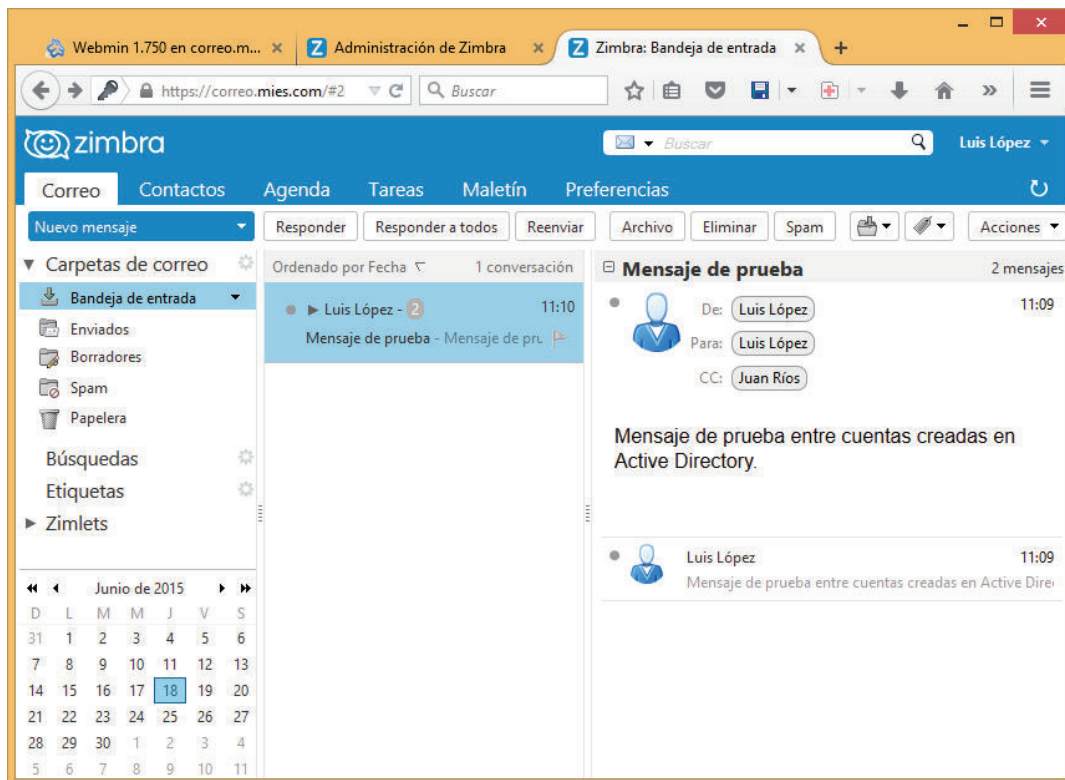 Webmin 1.750 en correo.m... × Administración de Zimbra × Zimbra: Bandeja de entrada × +
https://correo.mies.com/#2 Buscar
zimbra Buscar Luis López
Correo Contactos Agenda Tareas Maletín Preferencias
Nuevo mensaje Responder Responder a todos Reenviar Archivo Eliminar Spam Acciones
Carpetas de correo
Bandeja de entrada
Enviados
Borradores
Spam
Papelera
Búsquedas
Etiquetas
Zimlets
Junio de 2015
D L M M J V S
31 1 2 3 4 5 6
7 8 9 10 11 12 13
14 15 16 17 18 19 20
21 22 23 24 25 26 27
28 29 30 1 2 3 4
5 6 7 8 9 10 11
Ordenado por Fecha 1 conversación
Luis López - 2 11:10
Mensaje de prueba - Mensaje de pru
Mensaje de prueba 2 mensajes
De: Luis López 11:09
Para: Luis López
CC: Juan Ríos
Mensaje de prueba entre cuentas creadas en
Active Directory.
Luis López 11:09
Mensaje de prueba entre cuentas creadas en Active Dire